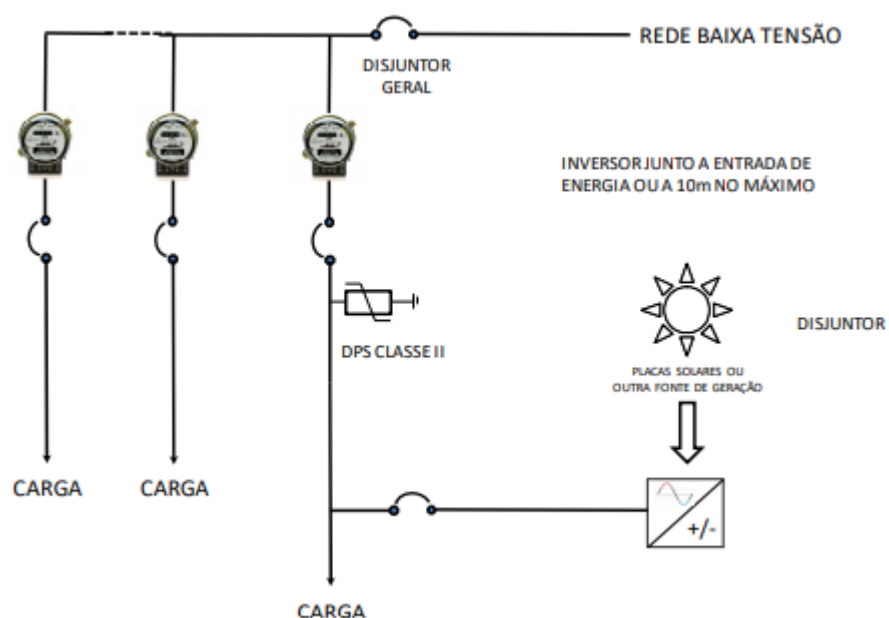 REDE BAIXA TENSÃO
DISJUNTOR
GERAL
INVERSOR JUNTO A ENTRADA DE
ENERGIA OU A 10m NO MÁXIMO
DISJUNTOR
DPS CLASSE II
PLACAS SOLARES OU
OUTRA FONTE DE GERAÇÃO
CARGA
CARGA
+/-
CARGA